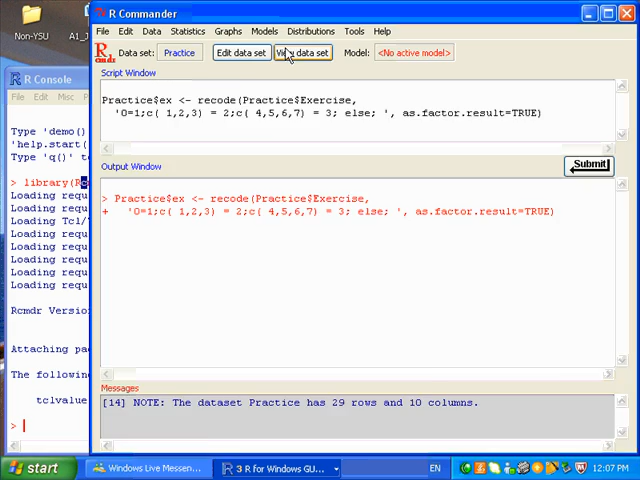 Non-YSU
A1_J
R Console
File Edit Misc
Type 'demo()
'help.start(
Type 'q()' t
> library(Rc
Loading requ
Loading requ
Loading Tcl/
Loading requ
Loading requ
Loading requ
Loading requ
Rcmdr Version
Attaching pa
The followin
tclvalue
>
R Commander
File Edit Data Statistics Graphs Models Distributions Tools Help
R cmdr Data set: Practice Edit data set View data set Model: <No active model>
Script Window
Practice$ex <- recode(Practice$Exercise,
'0=1;c( 1,2,3) = 2;c( 4,5,6,7) = 3; else; ', as.factor.result=TRUE)
Output Window
Submit
> Practice$ex <- recode(Practice$Exercise,
+ '0=1;c( 1,2,3) = 2;c( 4,5,6,7) = 3; else; ', as.factor.result=TRUE)
Messages
[14] NOTE: The dataset Practice has 29 rows and 10 columns.
start Windows Live Messen... 3 R for Windows GU... EN 12:07 PM